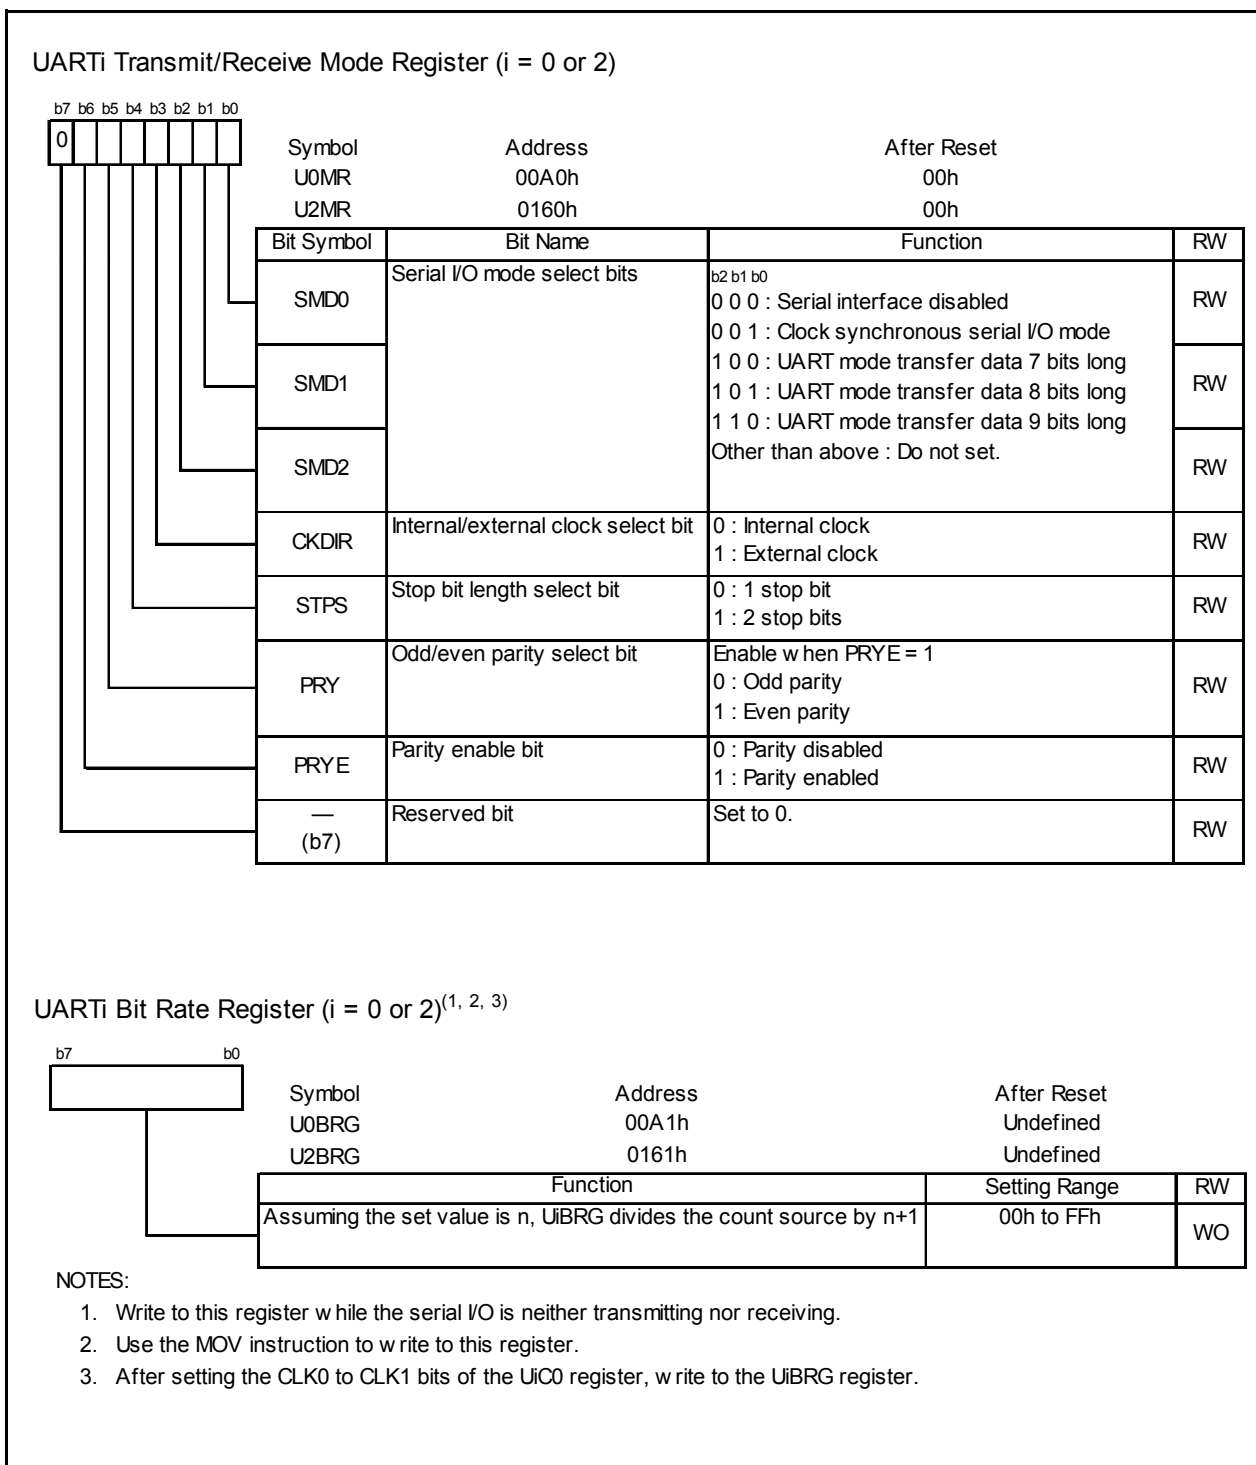 UARTi Transmit/Receive Mode Register (i = 0 or 2)
b7 b6 b5 b4 b3 b2 b1 b0
0
Symbol Address After Reset
U0MR 00A0h 00h
U2MR 0160h 00h
Bit Symbol Bit Name Function RW
SMD0 Serial I/O mode select bits b2 b1 b0 RW
0 0 0 : Serial interface disabled
0 0 1 : Clock synchronous serial I/O mode
SMD1 1 0 0 : UART mode transfer data 7 bits long RW
1 0 1 : UART mode transfer data 8 bits long
1 1 0 : UART mode transfer data 9 bits long
SMD2 Other than above : Do not set. RW
CKDIR Internal/external clock select bit 0 : Internal clock RW
1 : External clock
STPS Stop bit length select bit 0 : 1 stop bit RW
1 : 2 stop bits
PRY Odd/even parity select bit Enable when PRYE = 1 RW
0 : Odd parity
1 : Even parity
PRYE Parity enable bit 0 : Parity disabled RW
1 : Parity enabled
— Reserved bit Set to 0. RW
(b7)
UARTi Bit Rate Register (i = 0 or 2)(1, 2, 3)
b7 b0
Symbol Address After Reset
U0BRG 00A1h Undefined
U2BRG 0161h Undefined
Function Setting Range RW
Assuming the set value is n, UiBRG divides the count source by n+1 00h to FFh WO
NOTES:
1. Write to this register while the serial I/O is neither transmitting nor receiving.
2. Use the MOV instruction to write to this register.
3. After setting the CLK0 to CLK1 bits of the UiC0 register, write to the UiBRG register.